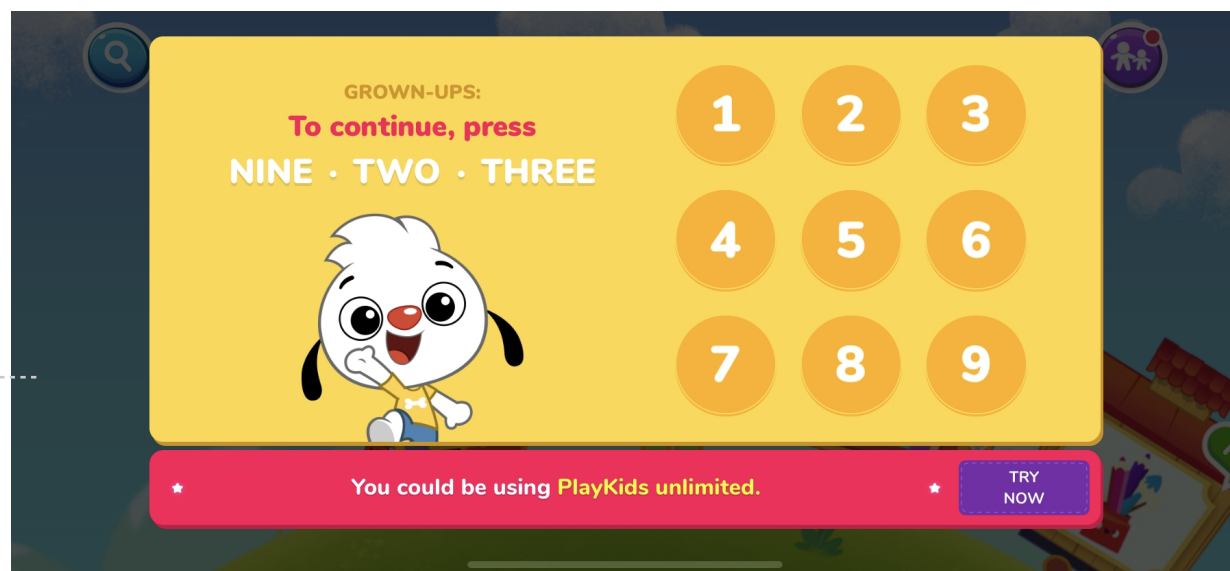 GROWN-UPS:
To continue, press
NINE · TWO · THREE
1 2 3
4 5 6
7 8 9
You could be using PlayKids unlimited.
TRY
NOW